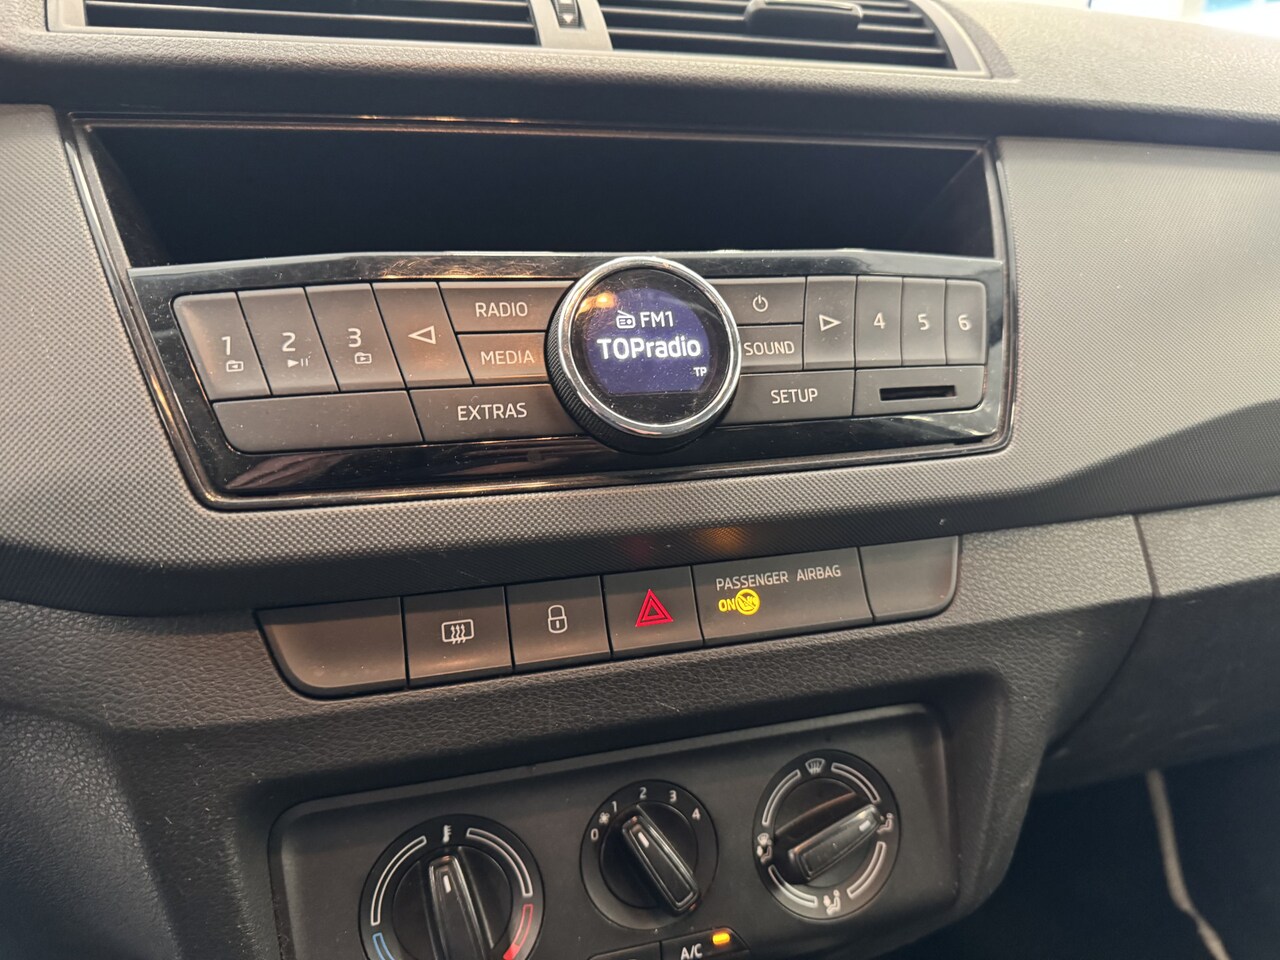 1
2
3
RADIO
MEDIA
EXTRAS
FM1
TOPradio
TP
SOUND
SETUP
4
5
6
PASSENGER AIRBAG
ON
0
1
2
3
4
A/C